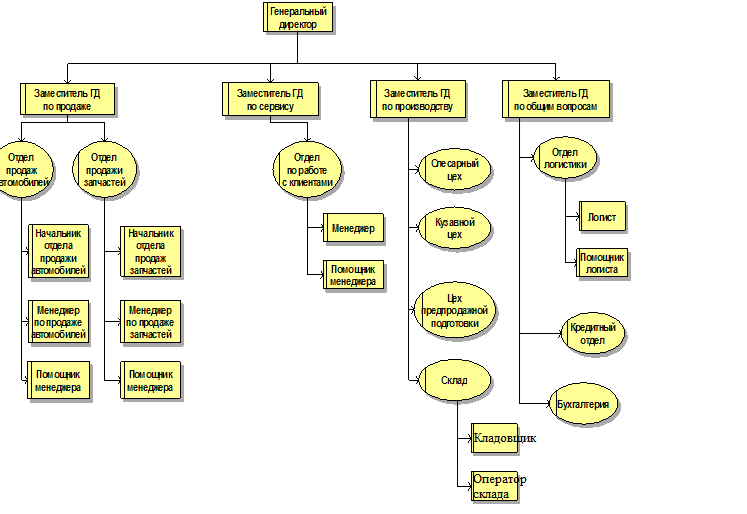 Генеральный
директор
Заместитель ГД
по продаже
Заместитель ГД
по сервису
Заместитель ГД
по производству
Заместитель ГД
по общим вопросам
Отдел
продаж
автомобилей
Отдел
продажи
запчастей
Отдел
по работе
с клиентами
Слесарный
цех
Отдел
логистики
Начальник
отдела
продажи
автомобилей
Начальник
отдела
продаж
запчастей
Менеджер
Кузавной
цех
Логист
Помощник
менеджера
Помощник
логиста
Менеджер
по продаже
автомобилей
Менеджер
по продаже
запчастей
Цех
предпродажной
подготовки
Кредитный
отдел
Помощник
менеджера
Помощник
менеджера
Склад
Бухгалтерия
Кладовщик
Оператор
склада